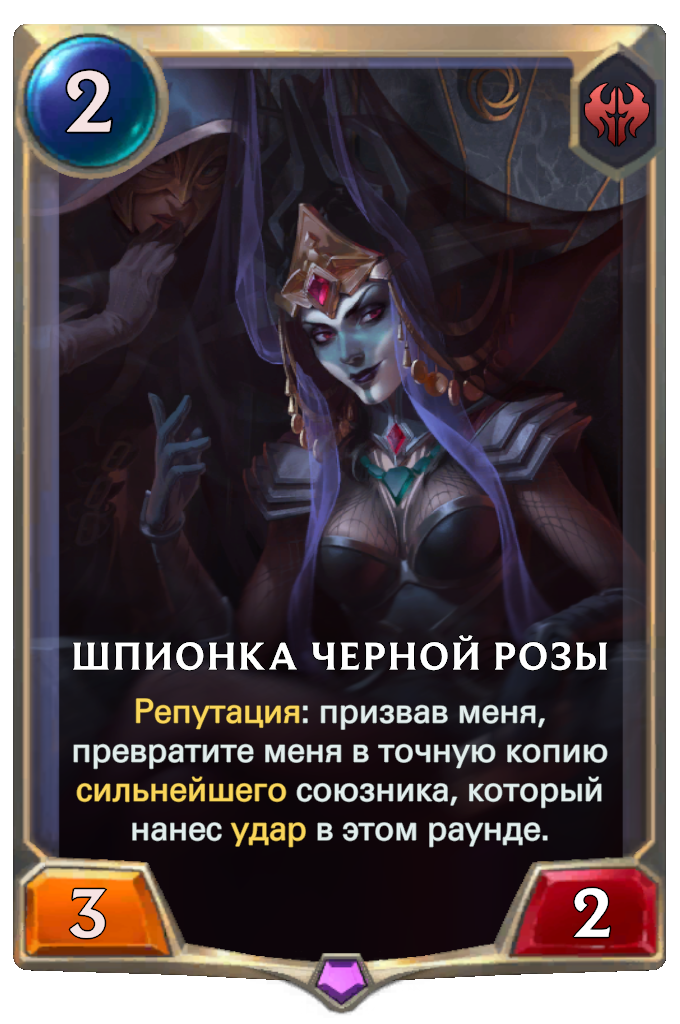 2
ШПИОНКА ЧЕРНОЙ РОЗЫ
Репутация: призвав меня,
превратите меня в точную копию
сильнейшего союзника, который
нанес удар в этом раунде.
3
2